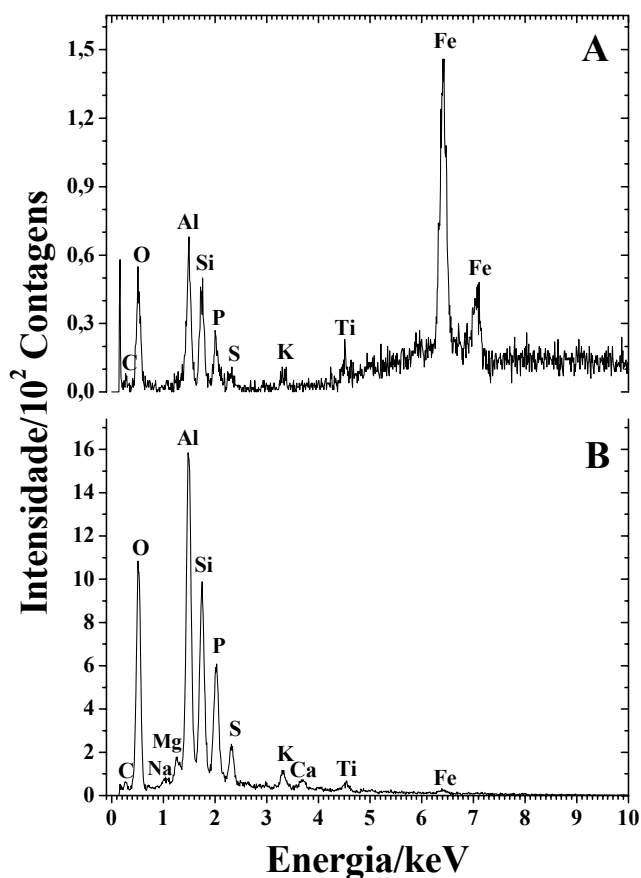 Intensidade/10² Contagens
A
1,5
1,2
0,9
0,6
0,3
0,0
C
O
Al
Si
P
S
K
Ti
Fe
Fe
B
16
14
12
10
8
6
4
2
0
C
O
Na
Mg
Al
Si
P
S
K
Ca
Ti
Fe
0 1 2 3 4 5 6 7 8 9 10
Energia/keV